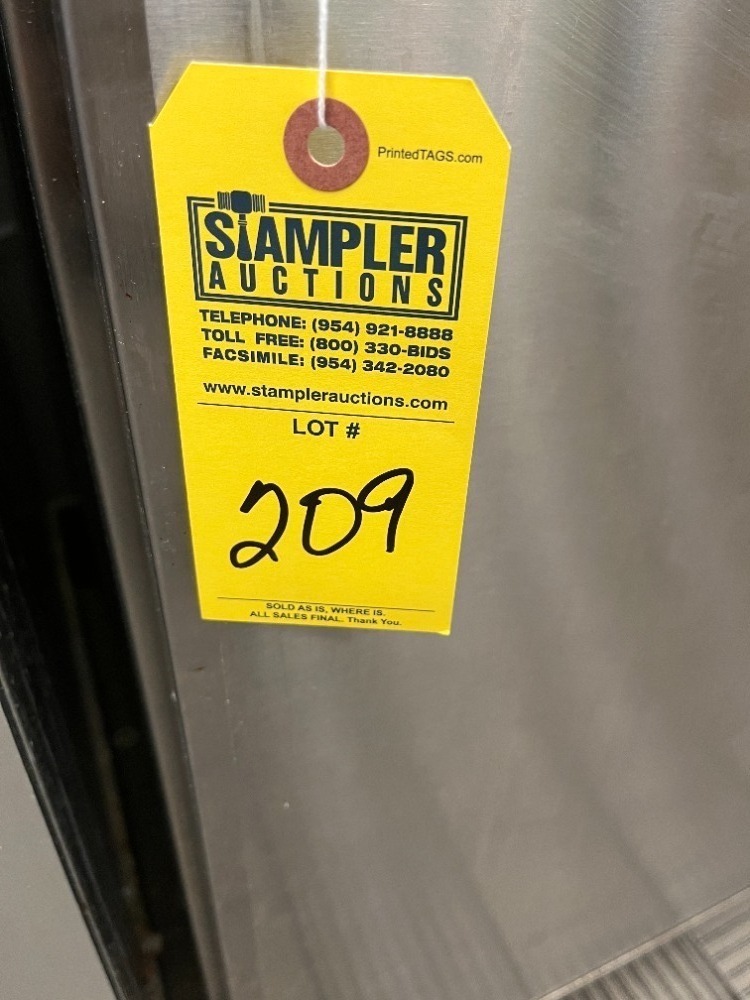 PrintedTAGS.com
STAMPLER
AUCTIONS
TELEPHONE: (954) 921-8888
TOLL FREE: (800) 330-BIDS
FACSIMILE: (954) 342-2080
www.stamplerauctions.com
LOT #
209
SOLD AS IS, WHERE IS.
ALL SALES FINAL. Thank You.